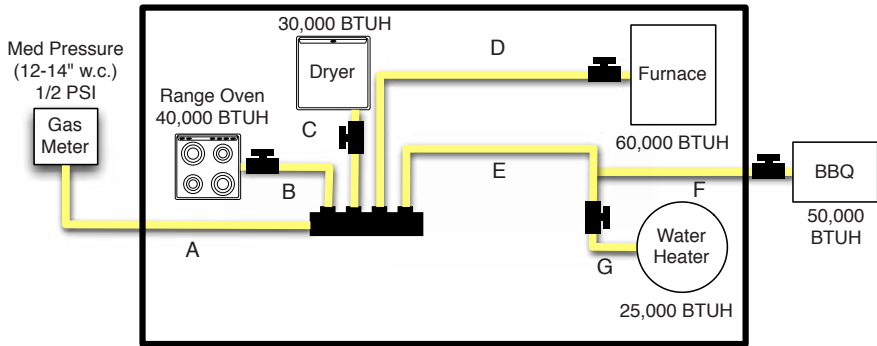 Med Pressure
(12-14" w.c.)
1/2 PSI
Gas
Meter
A
Range Oven
40,000 BTUH
B
30,000 BTUH
Dryer
C
D
Furnace
60,000 BTUH
E
F
BBQ
50,000
BTUH
G
Water
Heater
25,000 BTUH